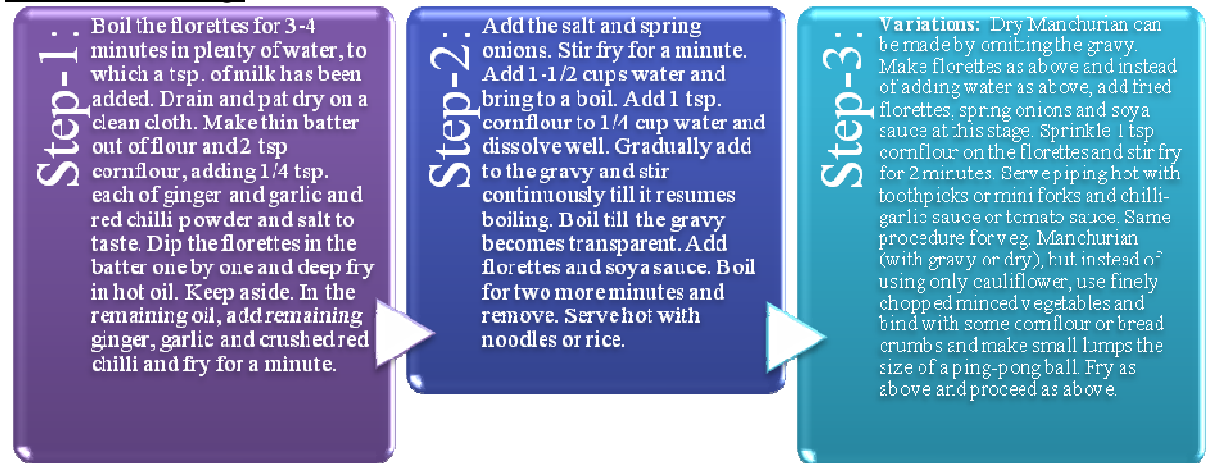 Step-1:
Boil the florettes for 3-4
minutes in plenty of water, to
which a tsp. of milk has been
added. Drain and pat dry on a
clean cloth. Make thin batter
out of flour and 2 tsp
cornflour, adding 1/4 tsp.
each of ginger and garlic and
red chilli powder and salt to
taste. Dip the florettes in the
batter one by one and deep fry
in hot oil. Keep aside. In the
remaining oil, add remaining
ginger, garlic and crushed red
chilli and fry for a minute.
Step-2:
Add the salt and spring
onions. Stir fry for a minute.
Add 1-1/2 cups water and
bring to a boil. Add 1 tsp.
cornflour to 1/4 cup water and
dissolve well. Gradually add
to the gravy and stir
continuously till it resumes
boiling. Boil till the gravy
becomes transparent. Add
florettes and soya sauce. Boil
for two more minutes and
remove. Serve hot with
noodles or rice.
Step-3:
Variations: Dry Manchurian can
be made by omitting the gravy.
Make florettes as above and instead
of adding water as above, add fried
florettes, spring onions and soya
sauce at this stage. Sprinkle 1 tsp
cornflour on the florettes and stir fry
for 2 minutes. Serve piping hot with
toothpicks or mini forks and chilli-
garlic sauce or tomato sauce. Same
procedure for veg. Manchurian
(with gravy or dry), but instead of
using only cauliflower, use finely
chopped minced vegetables and
bind with some cornflour or bread
crumbs and make small lumps the
size of a ping-pong ball. Fry as
above and proceed as above.